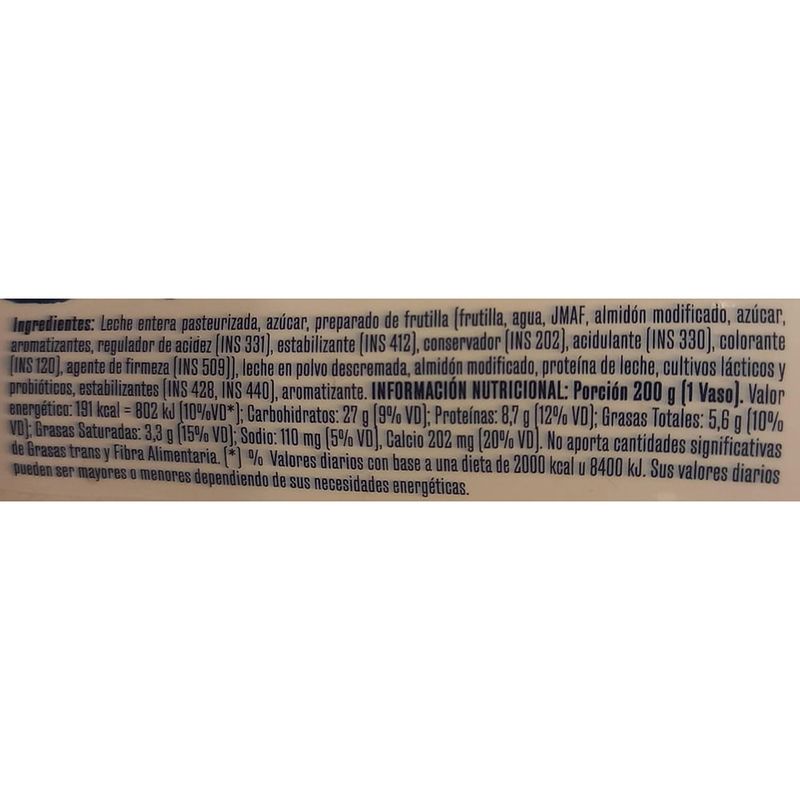 Ingredientes: Leche entera pasteurizada, azúcar, preparado de frutilla (frutilla, agua, JMAF, almidón modificado, azúcar,
aromatizantes, regulador de acidez (INS 331), estabilizante (INS 412), conservador (INS 202), acidulante (INS 330), colorante
(INS 120), agente de firmeza (INS 509)), leche en polvo descremada, almidón modificado, proteína de leche, cultivos lácticos y
probióticos, estabilizantes (INS 428, INS 440), aromatizante. INFORMACIÓN NUTRICIONAL: Porción 200 g (1 Vaso). Valor
energético: 191 kcal = 802 kJ (10%VD*); Carbohidratos: 27 g (9% VD); Proteínas: 8,7 g (12% VD); Grasas Totales: 5,6 g (10%
VD); Grasas Saturadas: 3,3 g (15% VD); Sodio: 110 mg (5% VD), Calcio 202 mg (20% VD). No aporta cantidades significativas
de Grasas trans y Fibra Alimentaria. (*) % Valores diarios con base a una dieta de 2000 kcal u 8400 kJ. Sus valores diarios
pueden ser mayores o menores dependiendo de sus necesidades energéticas.